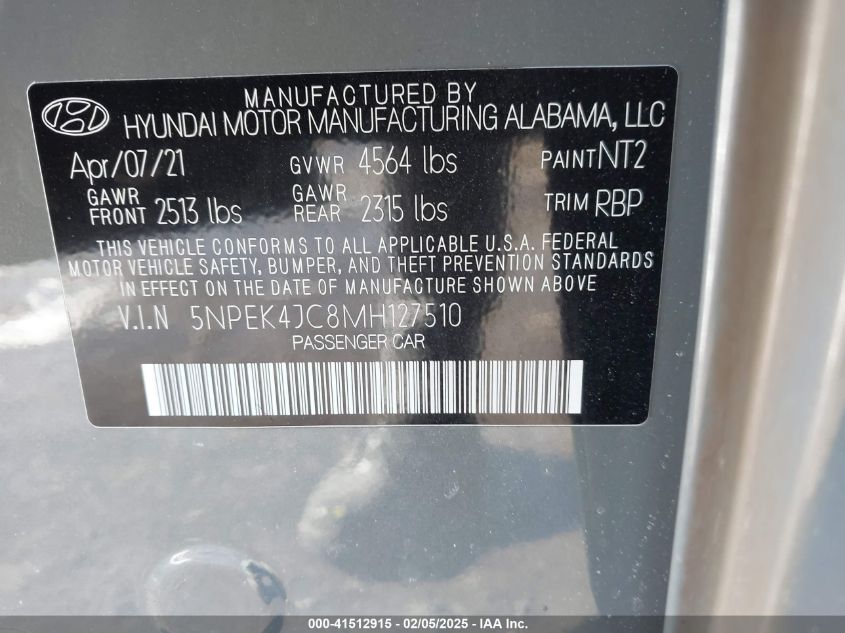 MANUFACTURED BY
HYUNDAI MOTOR MANUFACTURING ALABAMA, LLC
Apr/07/21 GVWR 4564 lbs PAINT NT2
GAWR FRONT 2513 lbs GAWR REAR 2315 lbs TRIM RBP
THIS VEHICLE CONFORMS TO ALL APPLICABLE U.S.A. FEDERAL
MOTOR VEHICLE SAFETY, BUMPER, AND THEFT PREVENTION STANDARDS
IN EFFECT ON THE DATE OF MANUFACTURE SHOWN ABOVE
V.I.N 5NPEK4JC8MH127510
PASSENGER CAR
000-41512915 - 02/05/2025 - IAA Inc.